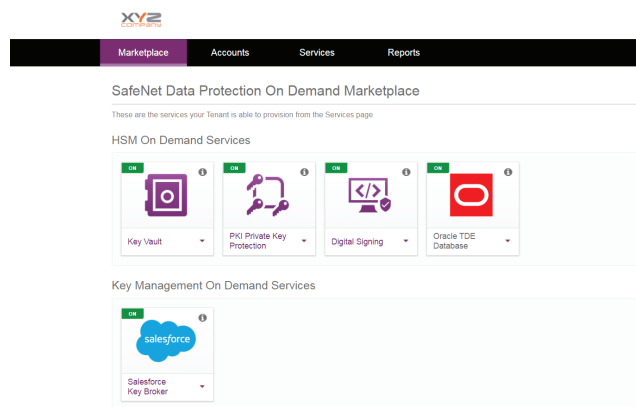 XYZ
COMPANY
Marketplace Accounts Services Reports
SafeNet Data Protection On Demand Marketplace
These are the services your Tenant is able to provision from the Services page
HSM On Demand Services
ON ON ON ON
Key Vault
PKI Private Key
Protection
Digital Signing
Oracle TDE
Database
Key Management On Demand Services
ON
salesforce
Salesforce
Key Broker